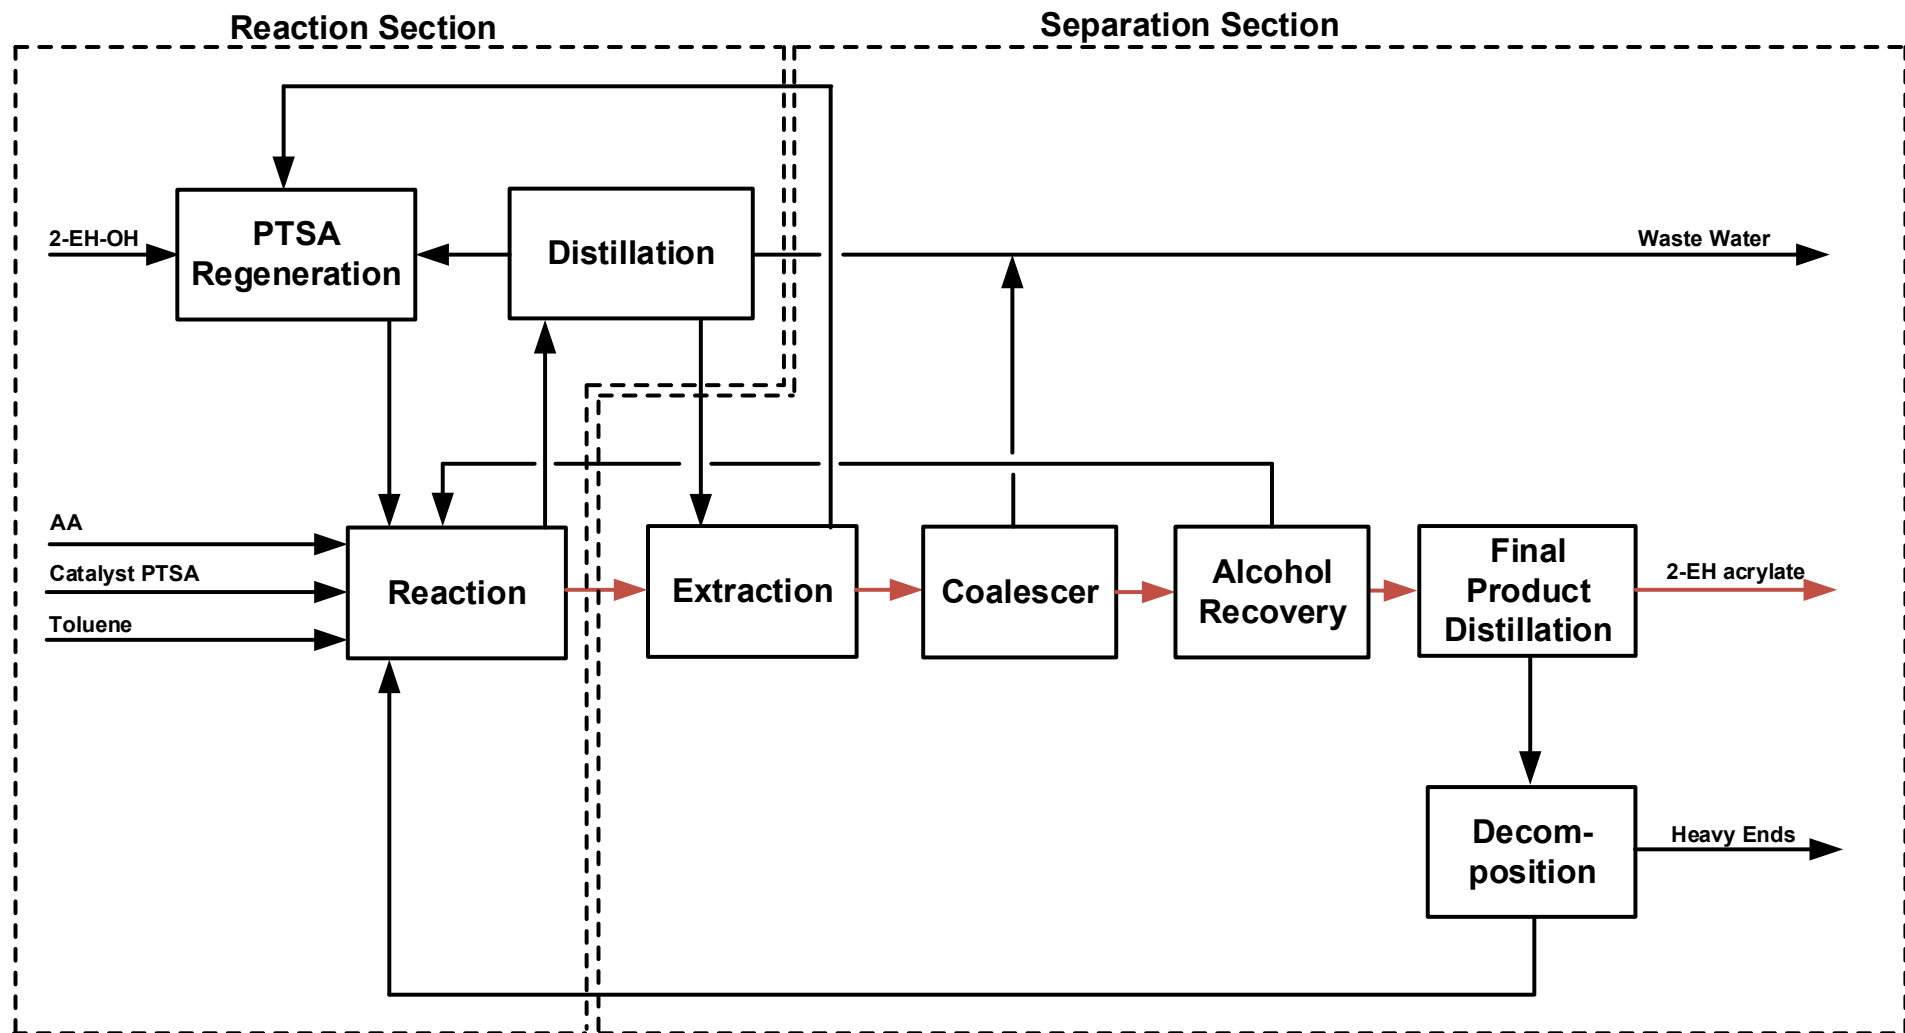 Reaction Section
Separation Section
2-EH-OH
PTSA
Regeneration
Distillation
Waste Water
AA
Catalyst PTSA
Toluene
Reaction
Extraction
Coalescer
Alcohol
Recovery
Final
Product
Distillation
2-EH acrylate
Decom-
position
Heavy Ends